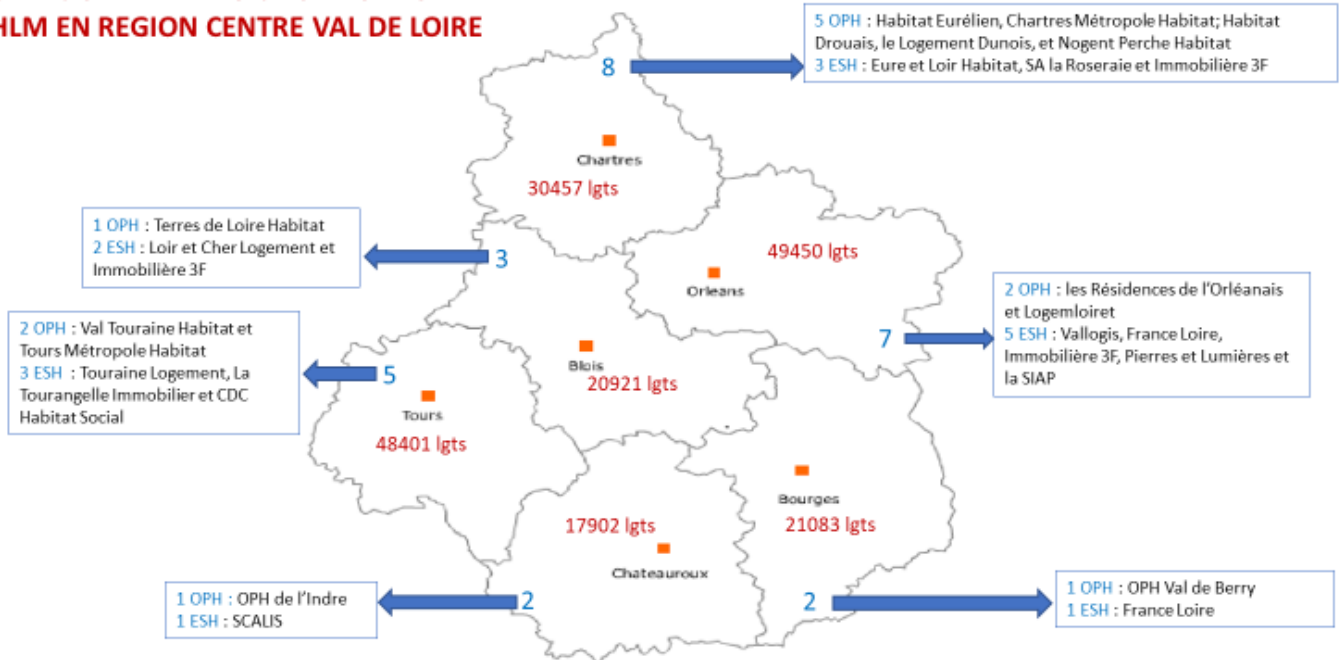 HLM EN REGION CENTRE VAL DE LOIRE
5 OPH : Habitat Eurélien, Chartres Métropole Habitat; Habitat
Drouais, le Logement Dunois, et Nogent Perche Habitat
3 ESH : Eure et Loir Habitat, SA la Roseraie et Immobilière 3F
8
Chartres
30457 lgts
1 OPH : Terres de Loire Habitat
2 ESH : Loir et Cher Logement et
Immobilière 3F
3
49450 lgts
Orleans
2 OPH : les Résidences de l'Orléanais
et Logemloiret
5 ESH : Vallogis, France Loire,
Immobilière 3F, Pierres et Lumières et
la SIAP
7
2 OPH : Val Touraine Habitat et
Tours Métropole Habitat
3 ESH : Touraine Logement, La
Tourangelle Immobilier et CDC
Habitat Social
5
Blois
20921 lgts
Tours
48401 lgts
Bourges
21083 lgts
17902 lgts
Chateauroux
1 OPH : OPH de l'Indre
1 ESH : SCALIS
2
2
1 OPH : OPH Val de Berry
1 ESH : France Loire